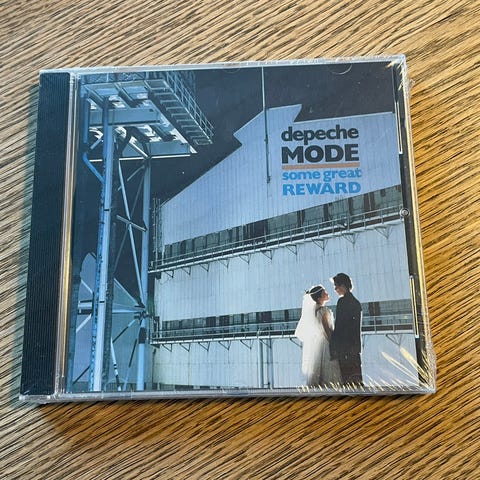 depeche
MODE
some great
REWARD